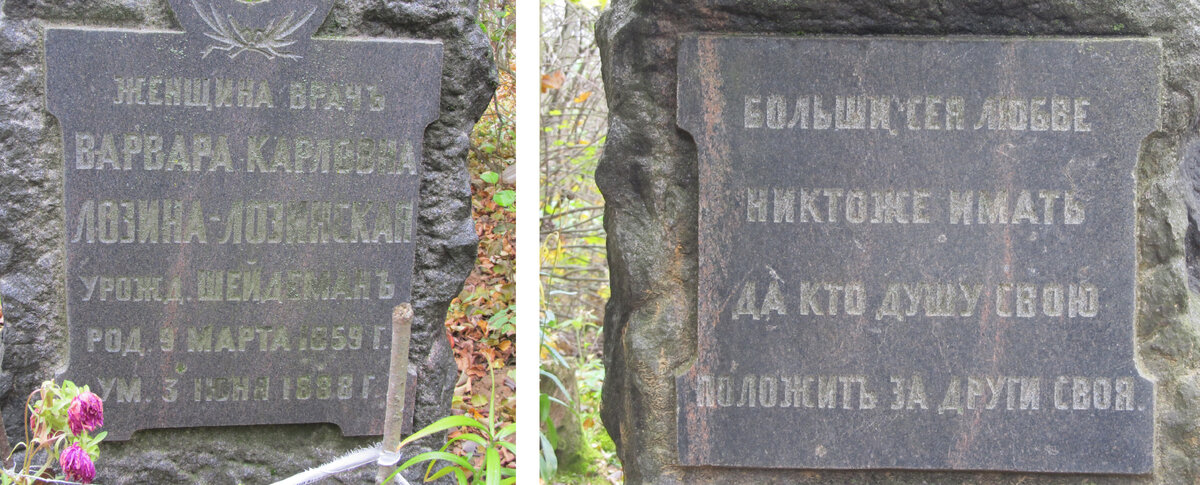 ЖЕНЩИНА ВРАЧЪ
ВАРВАРА КАРЛОВНА
ЛОЗИНА-ЛОЗИНСКАЯ
УРОЖД. ШЕЙДЕМАНЪ
РОД. 9 МАРТА 1859 Г.
УМ. 3 ІЮНЯ 1888 Г.
БОЛЬШИ СЕЯ ЛЮБВЕ
НИКТОЖЕ ИМАТЬ
ДА КТО ДУШУ СВОЮ
ПОЛОЖИТЪ ЗА ДРУГИ СВОЯ.